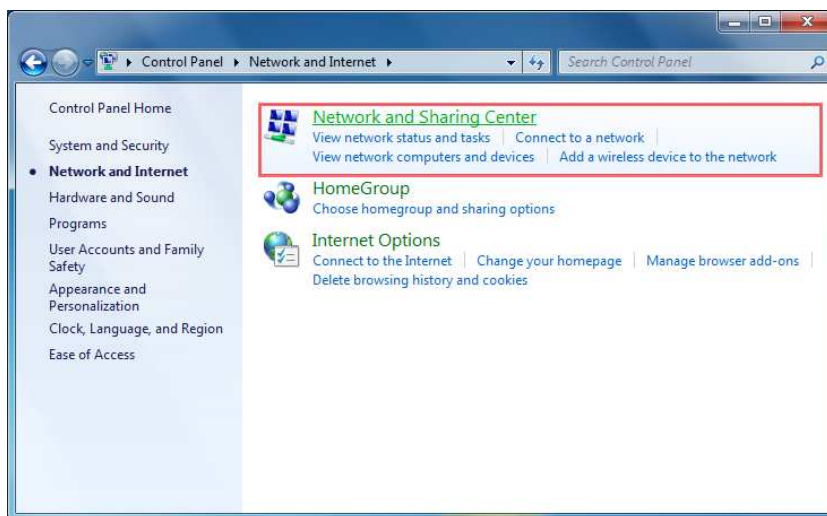 Control Panel Network and Internet
Search Control Panel
Control Panel Home
System and Security
Network and Internet
Hardware and Sound
Programs
User Accounts and Family
Safety
Appearance and
Personalization
Clock, Language, and Region
Ease of Access
Network and Sharing Center
View network status and tasks Connect to a network
View network computers and devices Add a wireless device to the network
HomeGroup
Choose homegroup and sharing options
Internet Options
Connect to the Internet Change your homepage Manage browser add-ons
Delete browsing history and cookies